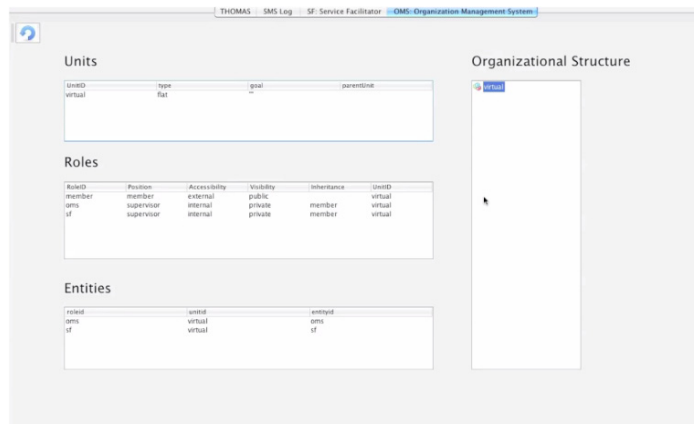 THOMAS SMS Log SF: Service Facilitator OMS: Organization Management System
Units
UnitID type goal parentUnit
virtual flat ""
Roles
RoleID Position Accessibility Visibility Inheritance UnitID
member member external public virtual
oms supervisor internal private member virtual
sf supervisor internal private member virtual
Entities
roleid unitid entityid
oms virtual oms
sf virtual sf
Organizational Structure
virtual